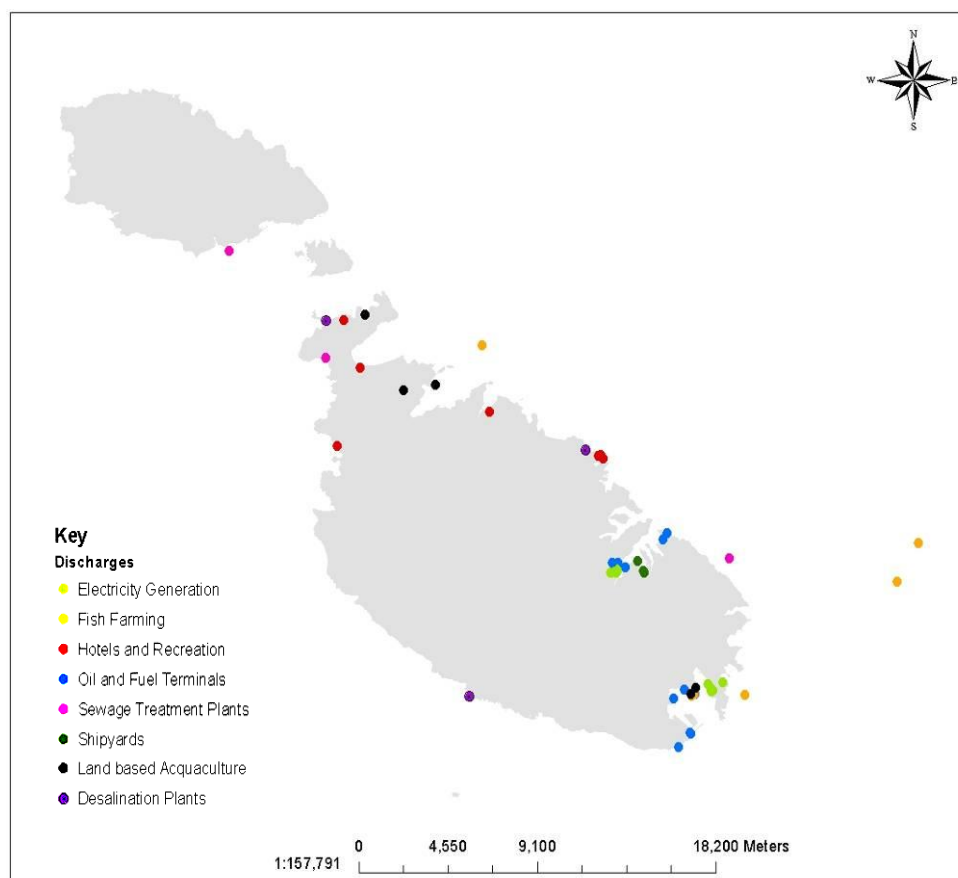 N
W E
S
Key
Discharges
Electricity Generation
Fish Farming
Hotels and Recreation
Oil and Fuel Terminals
Sewage Treatment Plants
Shipyards
Land based Acquaculture
Desalination Plants
0 4,550 9,100 18,200 Meters
1:157,791